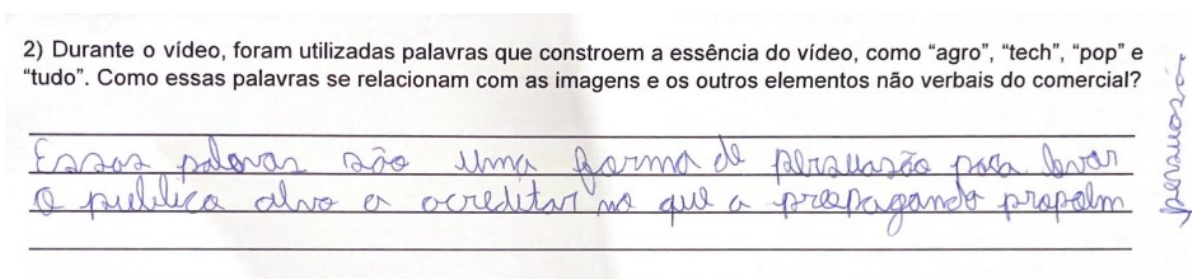 2) Durante o vídeo, foram utilizadas palavras que constroem a essência do vídeo, como “agro”, “tech”, “pop” e
“tudo”. Como essas palavras se relacionam com as imagens e os outros elementos não verbais do comercial?
Essas palavras são uma forma de persuasão para levar
o publico alvo a acreditar no que a propaganda propoem
persuasiv